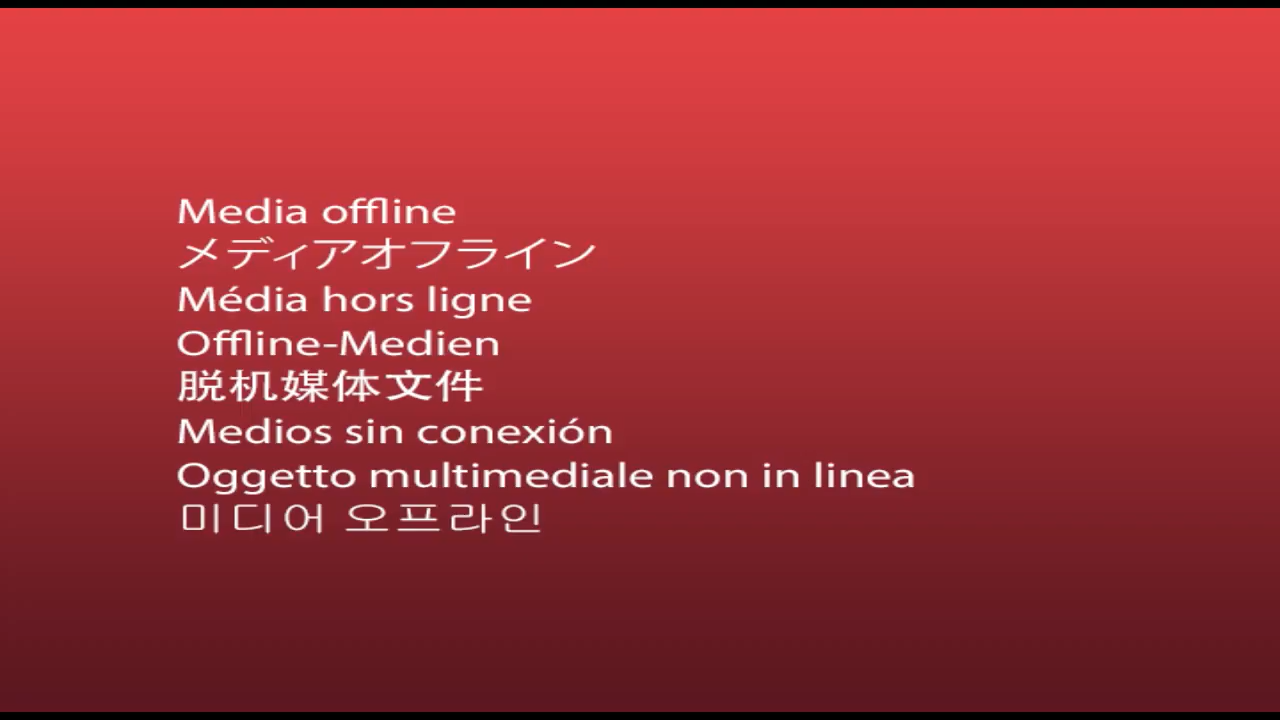 Media offline
メディアオフライン
Média hors ligne
Offline-Medien
脱机媒体文件
Medios sin conexión
Oggetto multimediale non in linea
미디어 오프라인